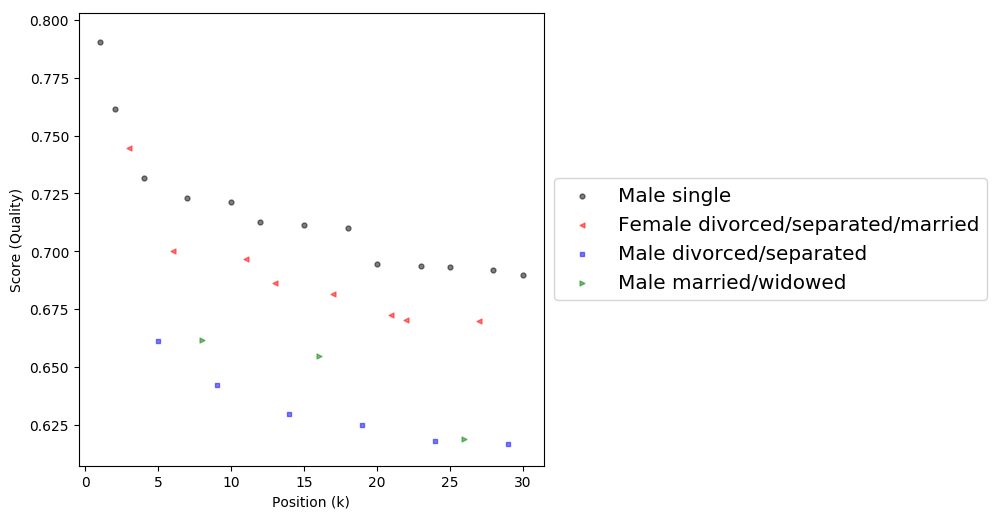 0.800
0.775
0.750
0.725
0.700
0.675
0.650
0.625
Score (Quality)
0 5 10 15 20 25 30
Position (k)
Male single
Female divorced/separated/married
Male divorced/separated
Male married/widowed